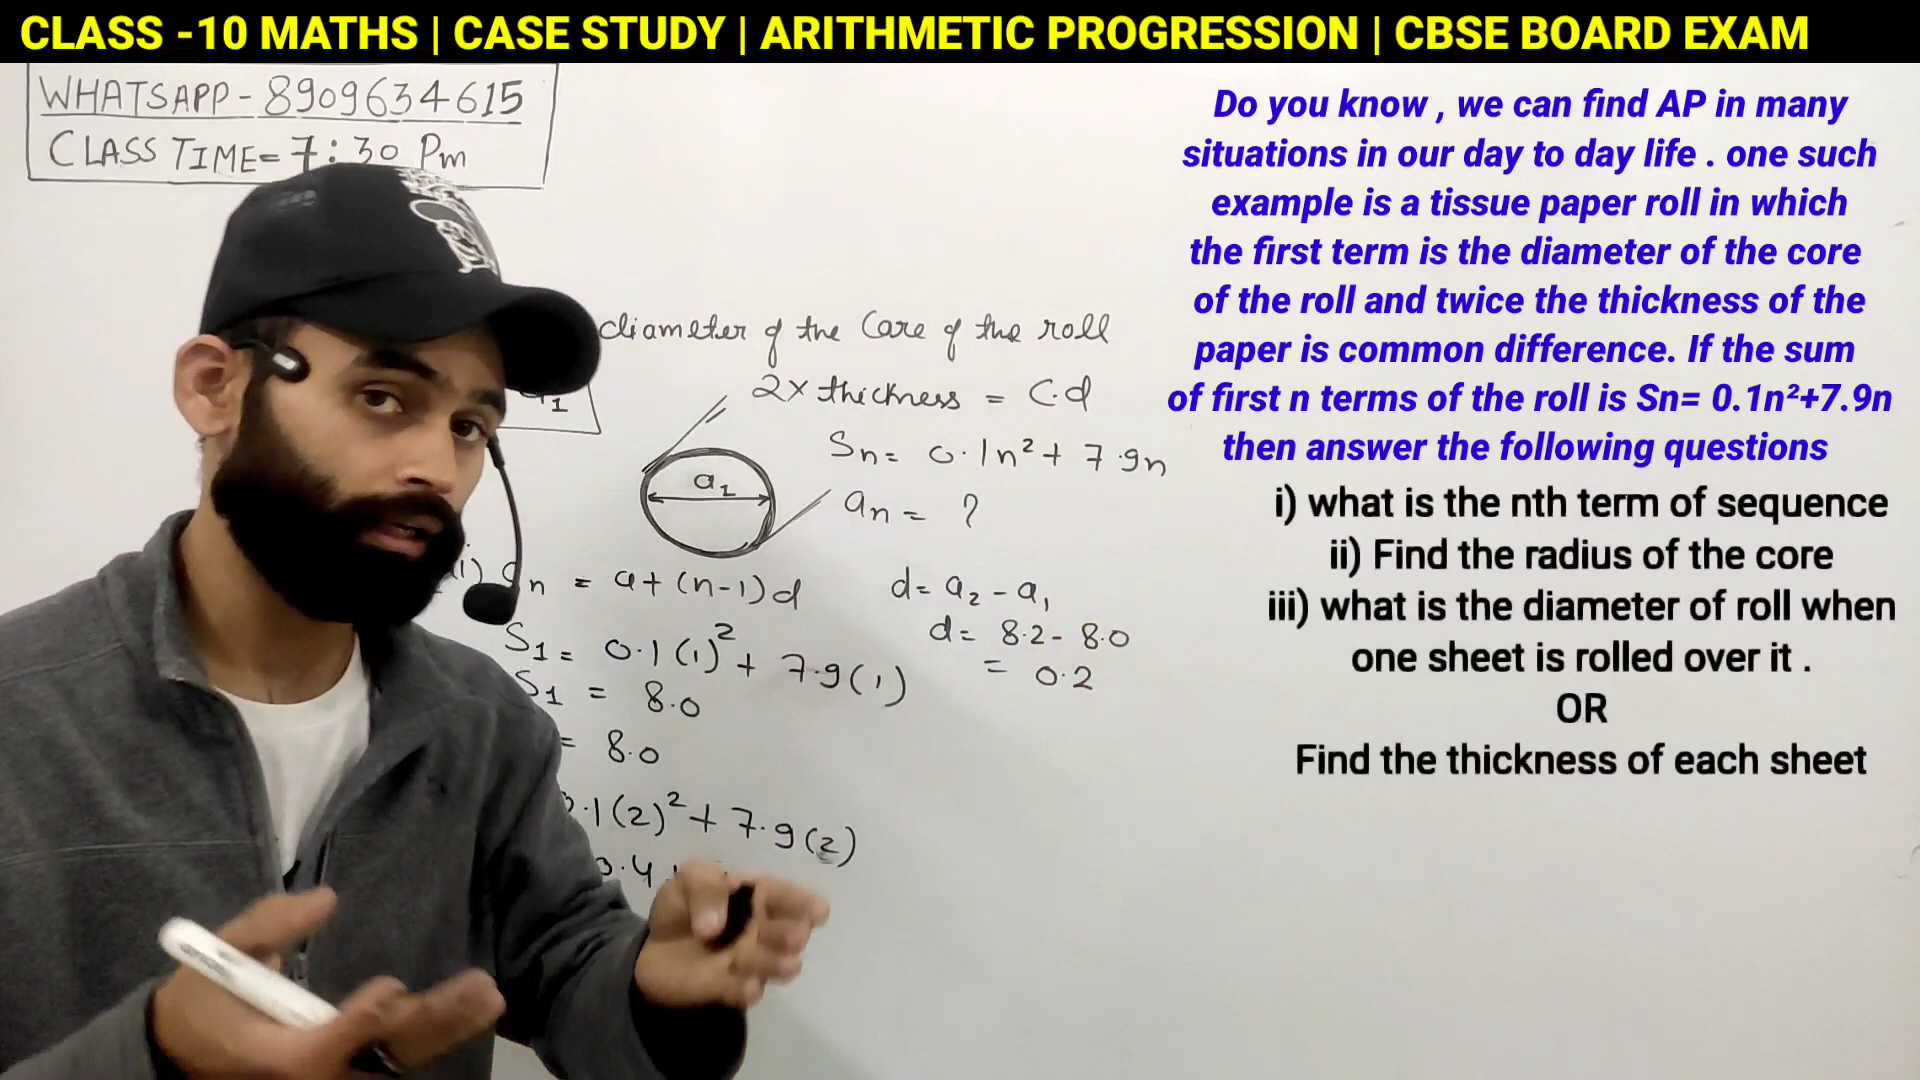 CLASS -10 MATHS | CASE STUDY | ARITHMETIC PROGRESSION | CBSE BOARD EXAM
WHATSAPP - 8909634615
CLASS TIME = 7:30 Pm
diameter of the Core of the roll
2 x thickness = C.d
a1
Sn = 0.1n² + 7.9n
an = ?
i) an = a + (n-1)d
S1 = 0.1(1)² + 7.9(1)
S1 = 8.0
= 8.0
.1(2)² + 7.9(2)
.4
d = a2 - a1
d = 8.2 - 8.0
= 0.2
Do you know , we can find AP in many
situations in our day to day life . one such
example is a tissue paper roll in which
the first term is the diameter of the core
of the roll and twice the thickness of the
paper is common difference. If the sum
of first n terms of the roll is Sn= 0.1n²+7.9n
then answer the following questions
i) what is the nth term of sequence
ii) Find the radius of the core
iii) what is the diameter of roll when
one sheet is rolled over it .
OR
Find the thickness of each sheet